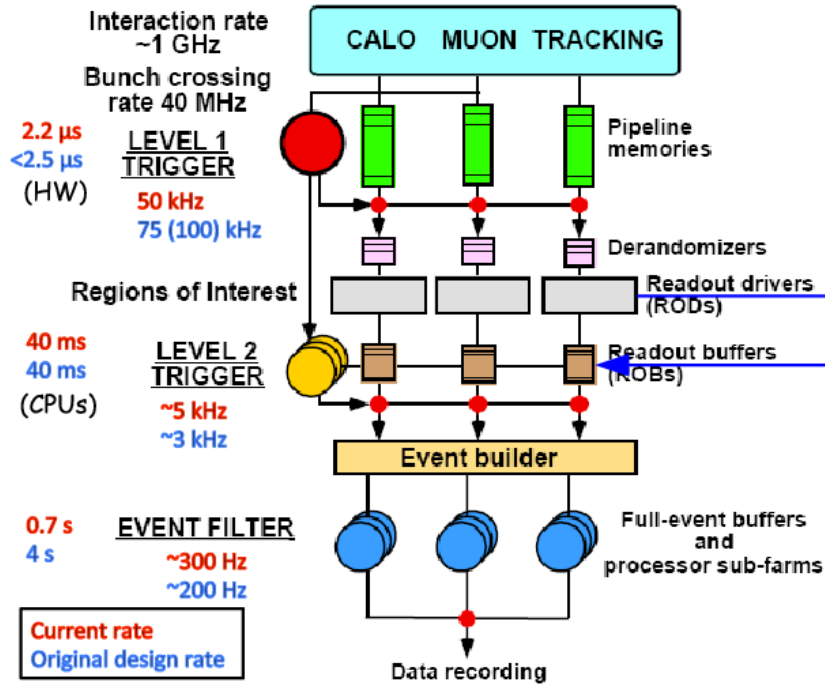 Interaction rate
~1 GHz
CALO MUON TRACKING
Bunch crossing
rate 40 MHz
2.2 µs
<2.5 µs
(HW)
LEVEL 1
TRIGGER
50 kHz
75 (100) kHz
Pipeline
memories
Derandomizers
Regions of Interest
Readout drivers
(RODs)
40 ms
40 ms
(CPUs)
LEVEL 2
TRIGGER
~5 kHz
~3 kHz
Readout buffers
(ROBs)
Event builder
0.7 s
4 s
EVENT FILTER
~300 Hz
~200 Hz
Full-event buffers
and
processor sub-farms
Current rate
Original design rate
Data recording